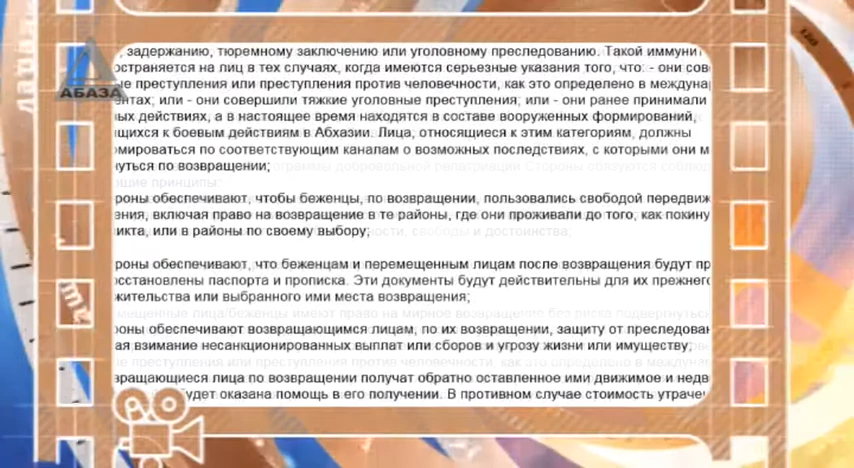 , задержанию, тюремному заключению или уголовному преследованию. Такой иммунит
остраняется на лиц в тех случаях, когда имеются серьезные указания того, что: - они сов
ые преступления или преступления против человечности, как это определено в междунар
ентах; или - они совершили тяжкие уголовные преступления; или - они ранее принимали
ых действиях, а в настоящее время находятся в составе вооруженных формирований,
ящихся к боевым действиям в Абхазии. Лица, относящиеся к этим категориям, должны
рмироваться по соответствующим каналам о возможных последствиях, с которыми они м
нуться по возвращении;
роны обеспечивают, чтобы беженцы, по возвращении, пользовались свободой передвиж
ения, включая право на возвращение в те районы, где они проживали до того, как покину
икта, или в районы по своему выбору;
роны обеспечивают, что беженцам и перемещенным лицам после возвращения будут пр
осстановлены паспорта и прописка. Эти документы будут действительны для их прежнего
жительства или выбранного ими места возвращения;
роны обеспечивают возвращающимся лицам, по их возвращении, защиту от преследован
ая взимание несанкционированных выплат или сборов и угрозу жизни или имуществу;
вращающиеся лица по возвращении получат обратно оставленное ими движимое и недв
будет оказана помощь в его получении. В противном случае стоимость утрачен
АБАЗА